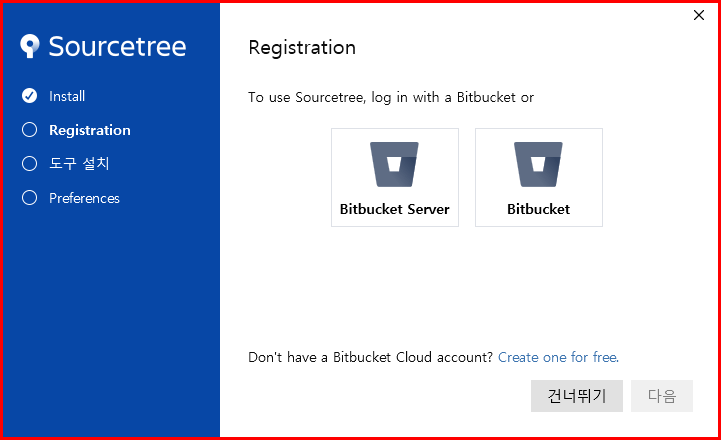 Sourcetree
Install
Registration
도구 설치
Preferences
Registration
To use Sourcetree, log in with a Bitbucket or
Bitbucket Server
Bitbucket
Don't have a Bitbucket Cloud account? Create one for free.
건너뛰기
다음